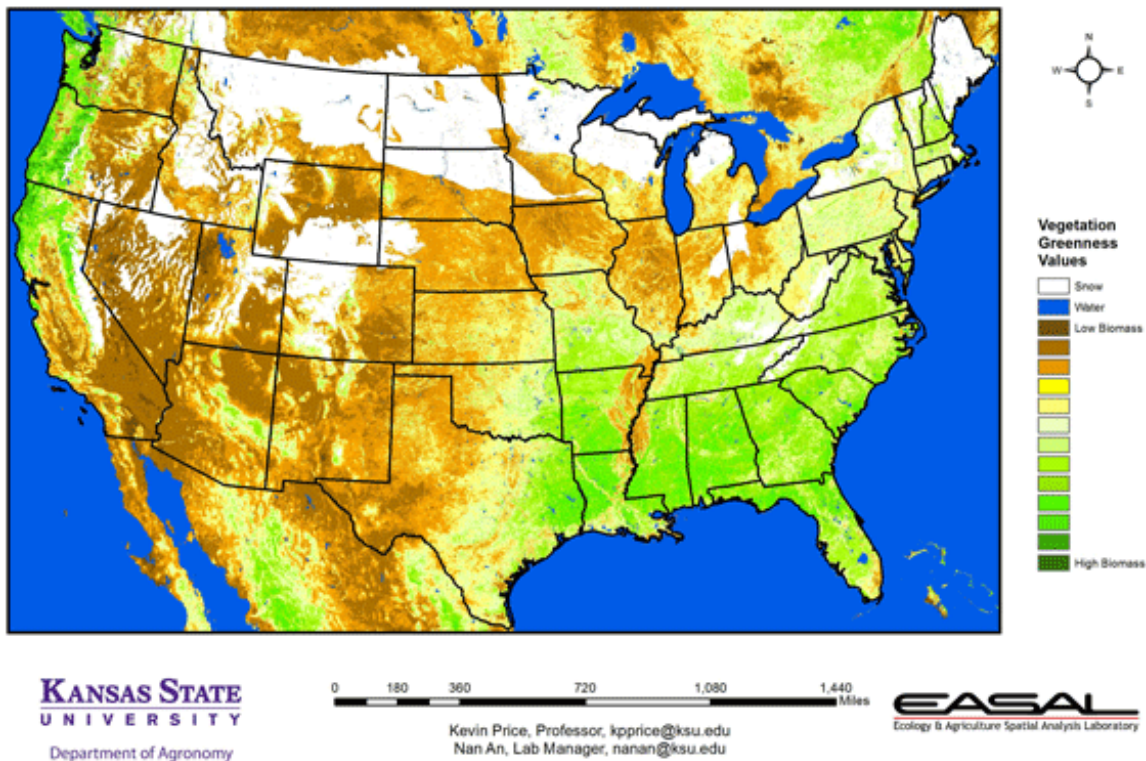 N
W E
S
Vegetation
Greenness
Values
Snow
Water
Low Biomass
High Biomass
KANSAS STATE
UNIVERSITY
Department of Agronomy
0 180 360 720 1,080 1,440
Miles
Kevin Price, Professor, kpprice@ksu.edu
Nan An, Lab Manager, nanan@ksu.edu
EASAL
Ecology & Agriculture Spatial Analysis Laboratory